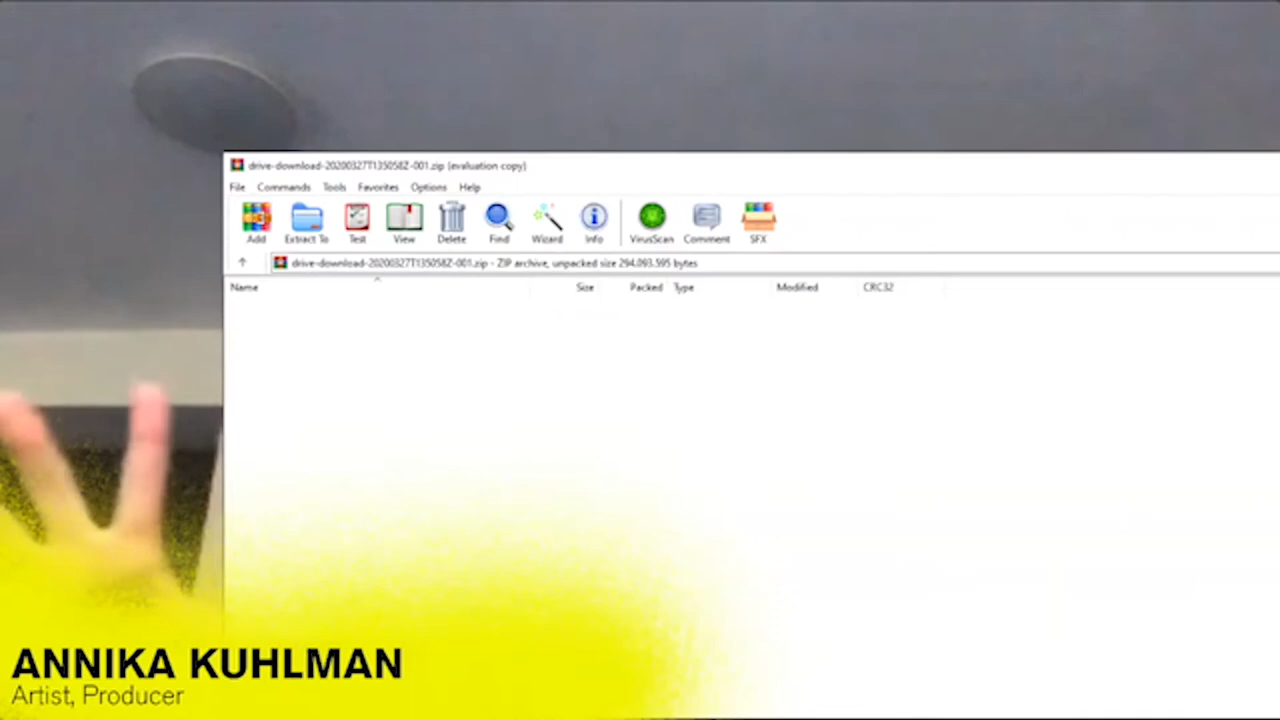 drive-download-20200327T135058Z-001.zip (evaluation copy)
File Commands Tools Favorites Options Help
Add Extract To Test View Delete Find Wizard Info VirusScan Comment SFX
drive-download-20200327T135058Z-001.zip - ZIP archive, unpacked size 294.093.595 bytes
Name Size Packed Type Modified CRC32
ANNIKA KUHLMAN
Artist, Producer